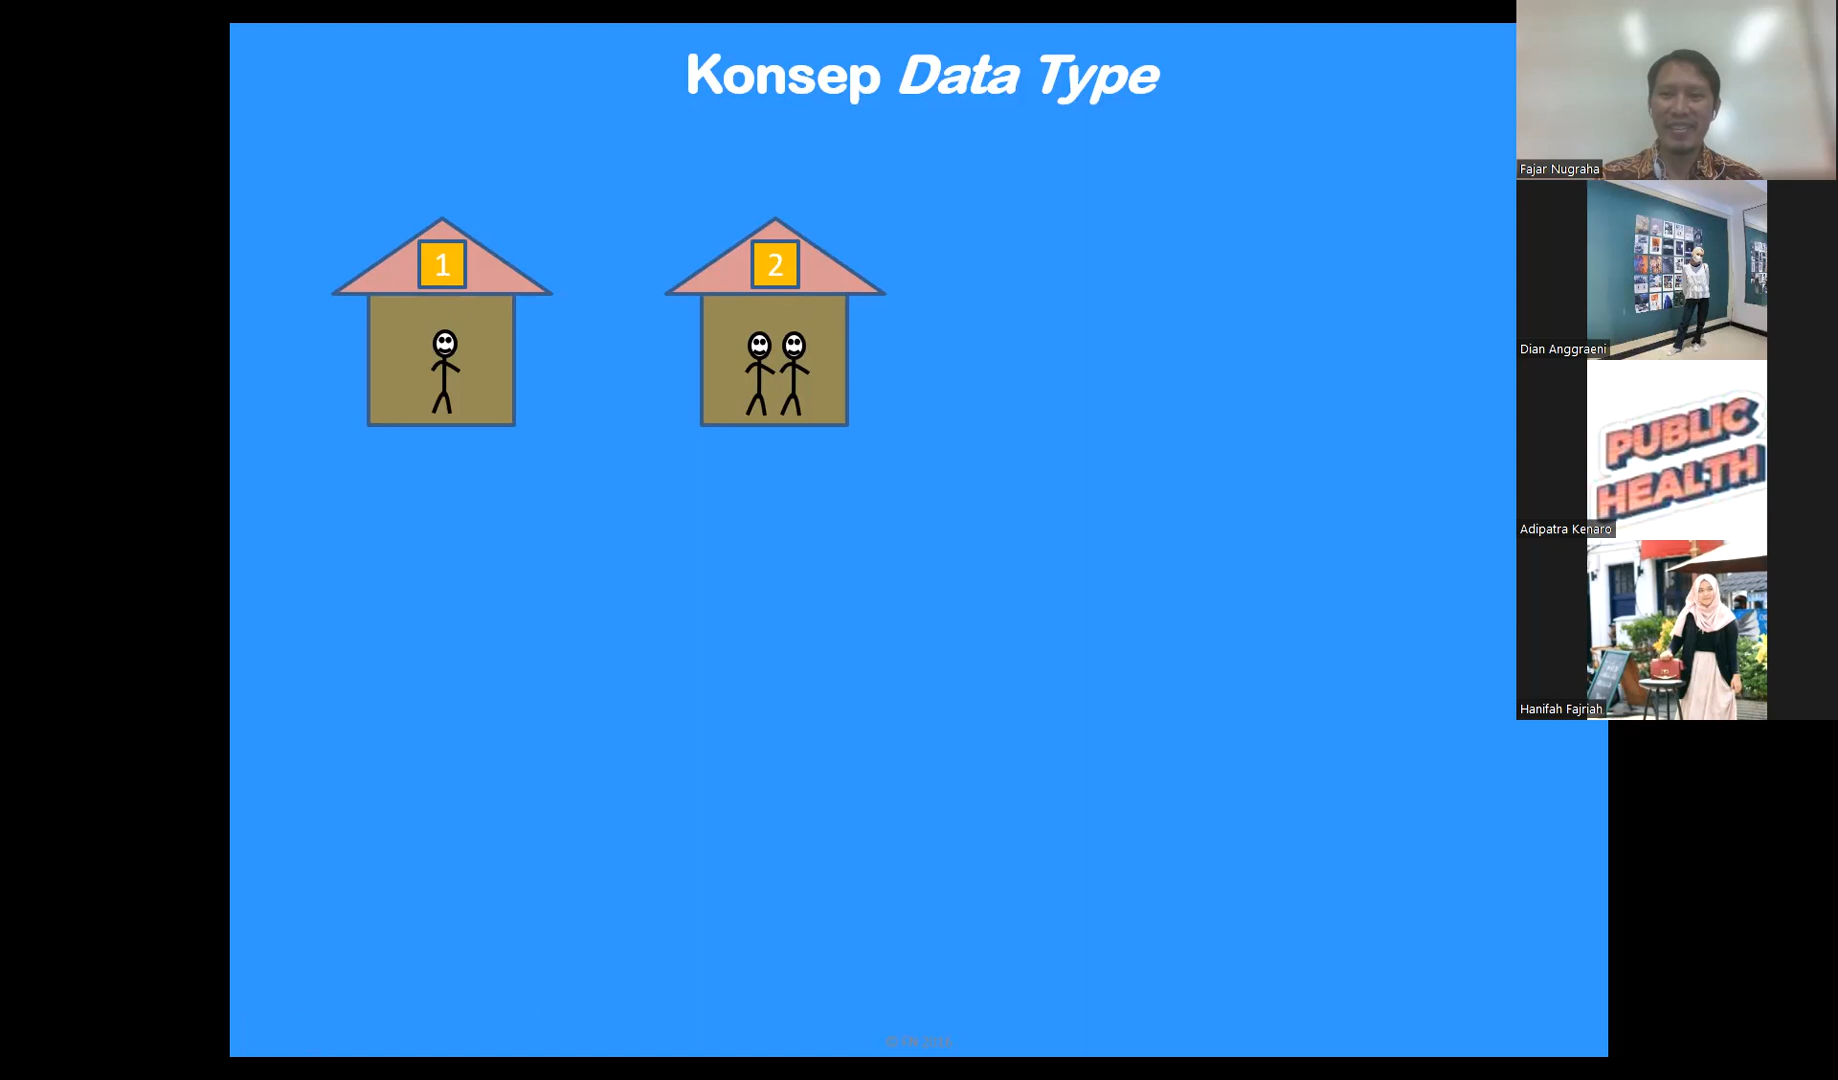 Konsep Data Type
1
2
Fajar Nugraha
Dian Anggraeni
PUBLIC
HEALTH
Adipatra Kenaro
Hanifah Fajriah